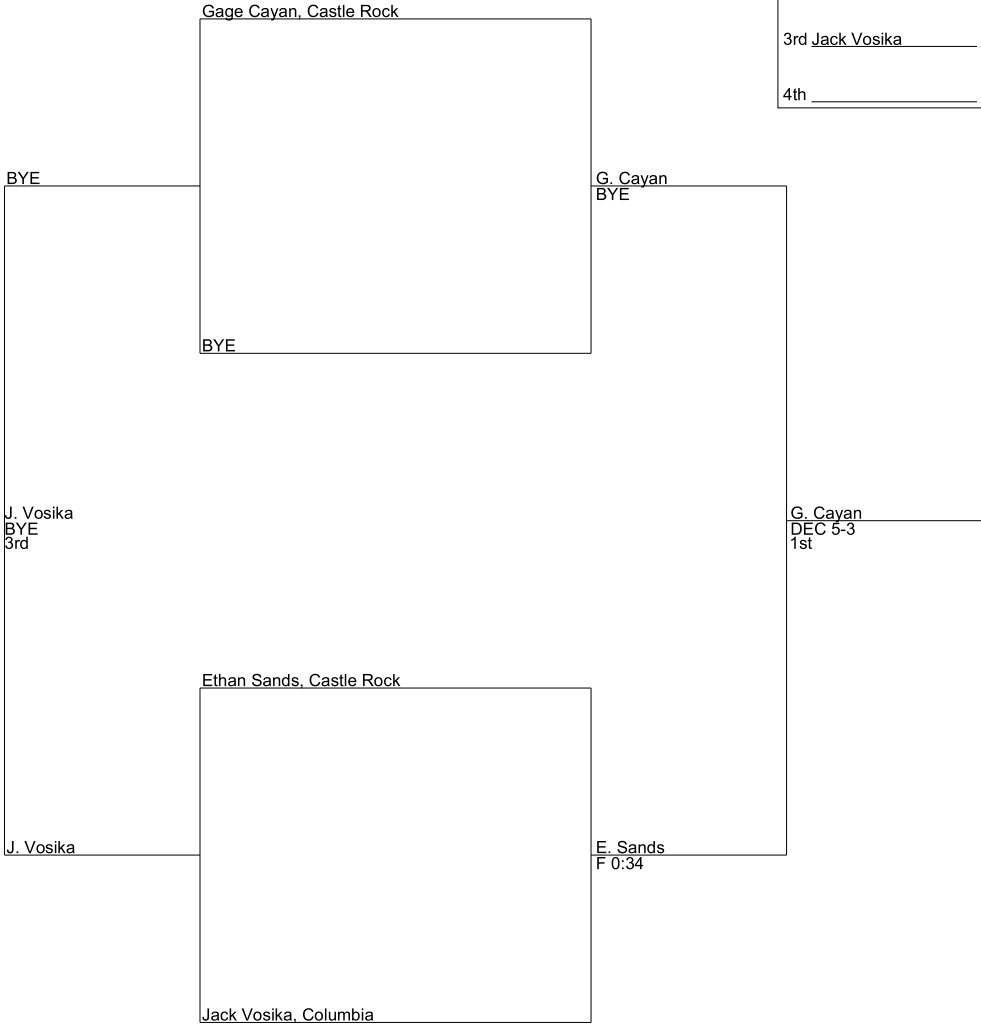 Gage Cayan, Castle Rock
3rd Jack Vosika
4th
BYE
G. Cayan
BYE
BYE
J. Vosika
BYE
3rd
G. Cayan
DEC 5-3
1st
Ethan Sands, Castle Rock
J. Vosika
E. Sands
F 0:34
Jack Vosika, Columbia